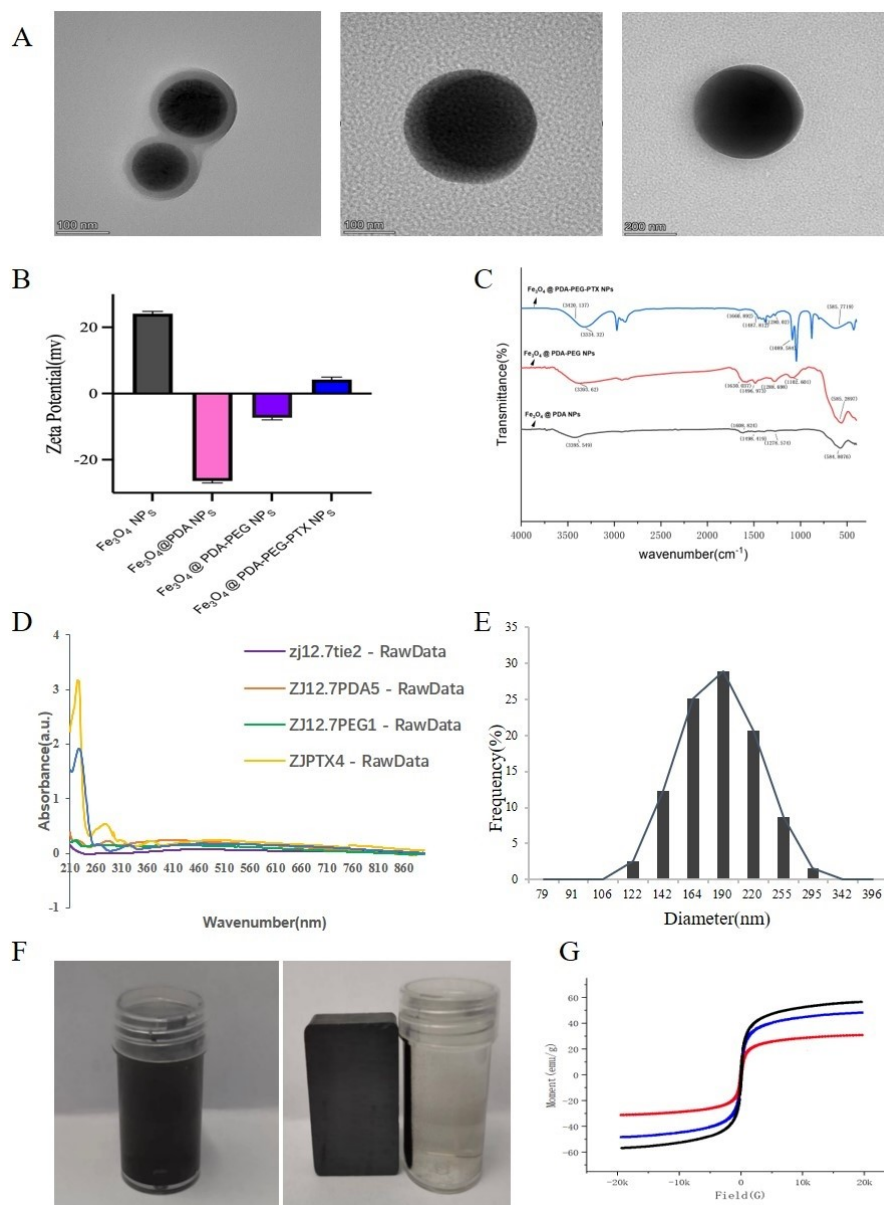 A
100 nm
100 nm
200 nm
B
Zeta Potential(mv)
20
0
-20
Fe₃O₄ NPs
Fe₃O₄@PDA NPs
Fe₃O₄ @ PDA-PEG NPs
Fe₃O₄ @ PDA-PEG-PTX NPs
C
Transmittance(%)
Fe₃O₄ @ PDA-PEG-PTX NPs
Fe₃O₄ @ PDA-PEG NPs
Fe₃O₄ @ PDA NPs
4000 3500 3000 2500 2000 1500 1000 500
wavenumber(cm⁻¹)
D
Absorbance(a.u.)
4
3
2
1
0
-1
zj12.7tie2 - RawData
ZJ12.7PDA5 - RawData
ZJ12.7PEG1 - RawData
ZJPTX4 - RawData
210 260 310 360 410 460 510 560 610 660 710 760 810 860
Wavenumber(nm)
E
Frequency(%)
35
30
25
20
15
10
5
0
79 91 106 122 142 164 190 220 255 295 342 396
Diameter(nm)
F
G
Moment(emu/g)
60
40
20
0
-20
-40
-60
-20k -10k 0 10k 20k
Field(G)